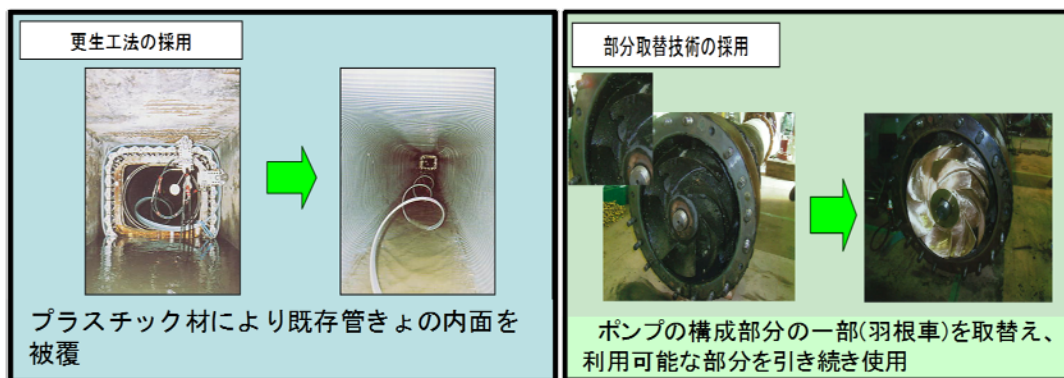 更生工法の採用
プラスチック材により既存管きょの内面を
被覆
部分取替技術の採用
ポンプの構成部分の一部(羽根車)を取替え、
利用可能な部分を引き続き使用